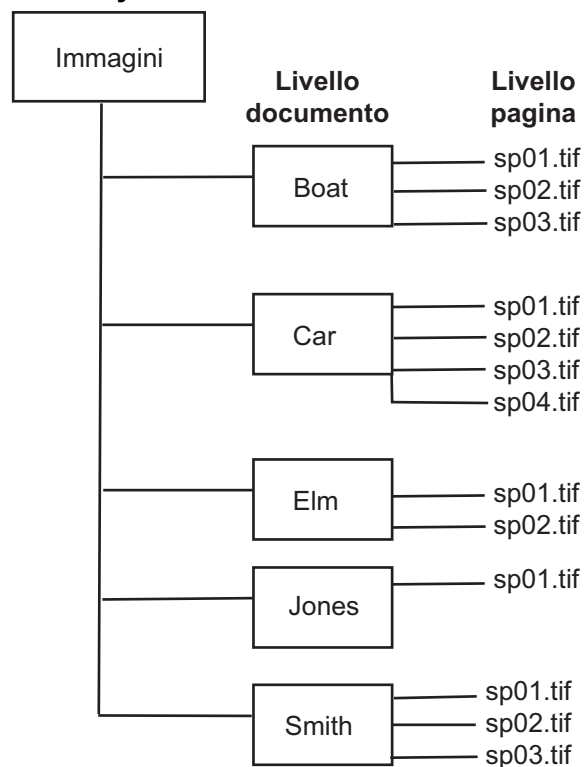 Immagini
Livello
documento
Livello
pagina
Boat
sp01.tif
sp02.tif
sp03.tif
Car
sp01.tif
sp02.tif
sp03.tif
sp04.tif
Elm
sp01.tif
sp02.tif
Jones
sp01.tif
Smith
sp01.tif
sp02.tif
sp03.tif